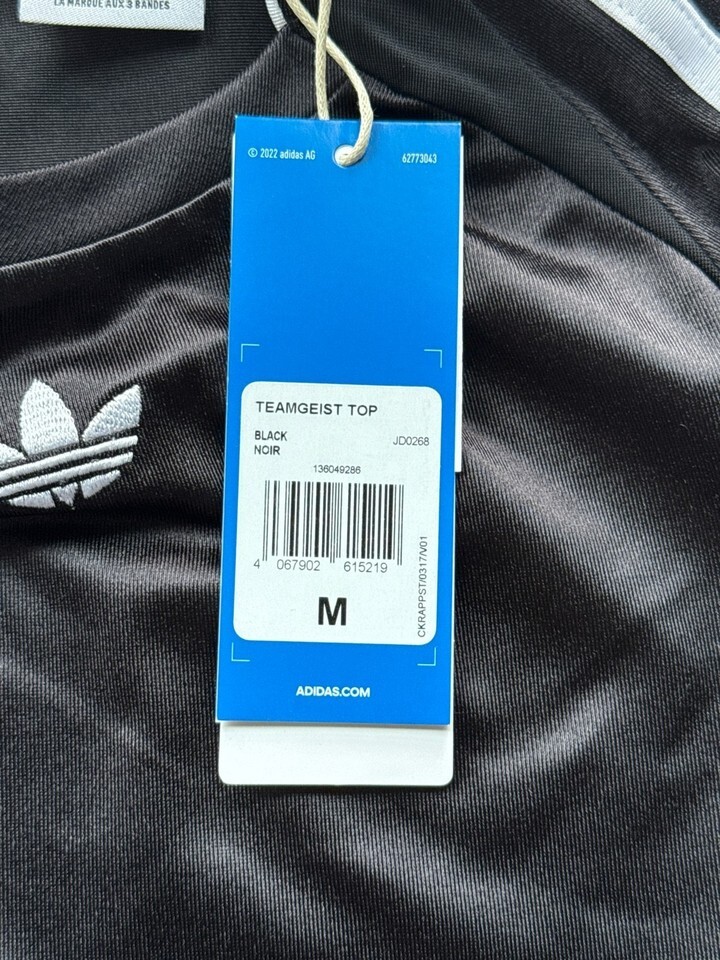 LA MARQUE AUX 3 BANDES
© 2022 adidas AG
62773043
TEAMGEIST TOP
BLACK
NOIR
JD0268
136049286
4 067902 615219
M
CKRAPPST/0317/V01
ADIDAS.COM